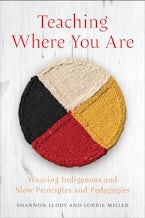 Teaching
Where You Are
Weaving Indigenous and
Slow Principles and Pedagogies
SHANNON LEDDY AND LORRIE MILLER